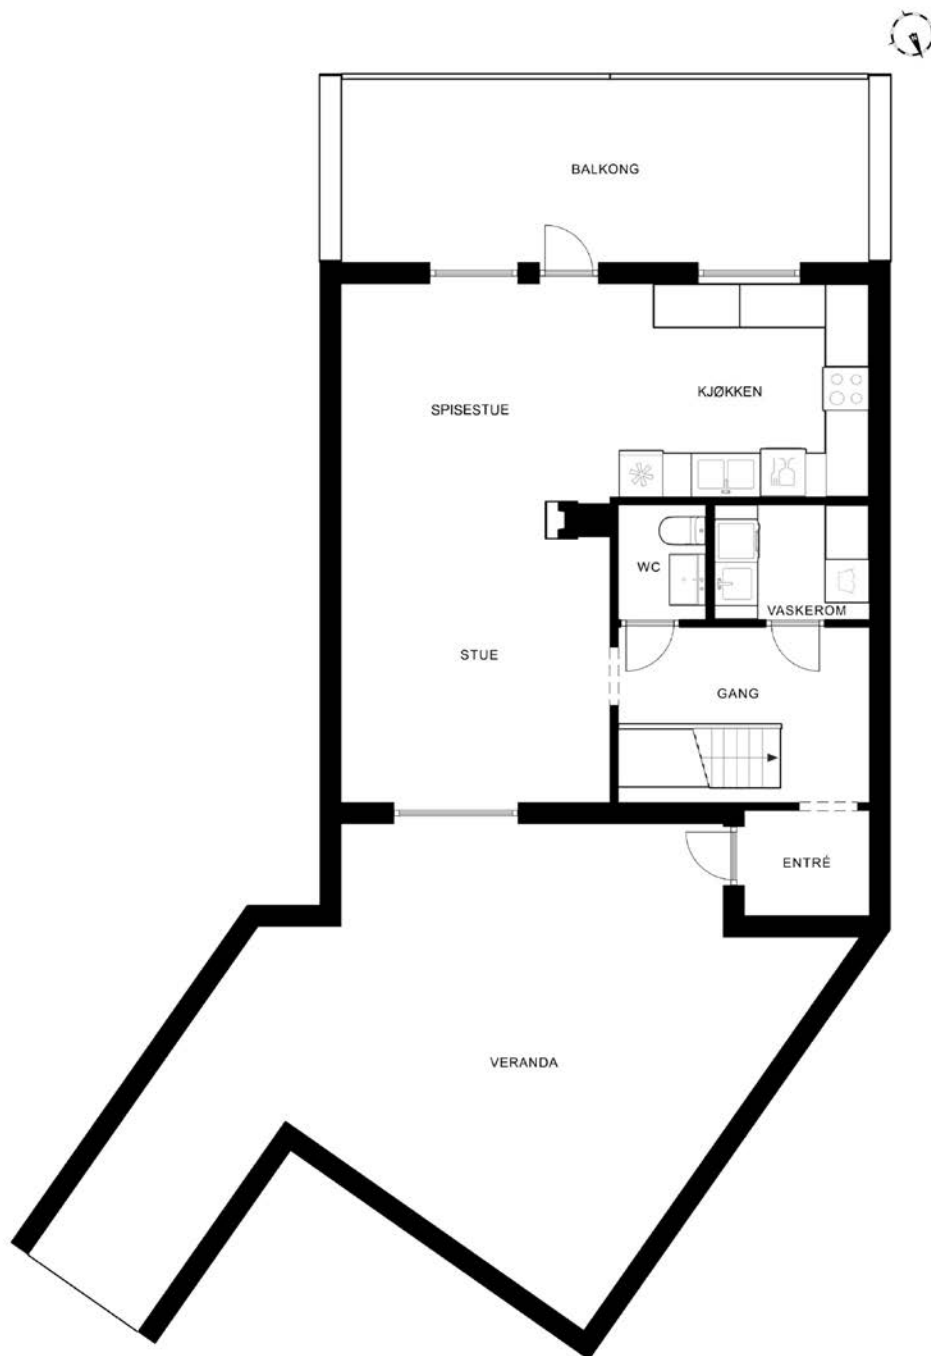 BALKONG
KJØKKEN
SPISESTUE
WC
VASKEROM
STUE
GANG
ENTRÉ
VERANDA